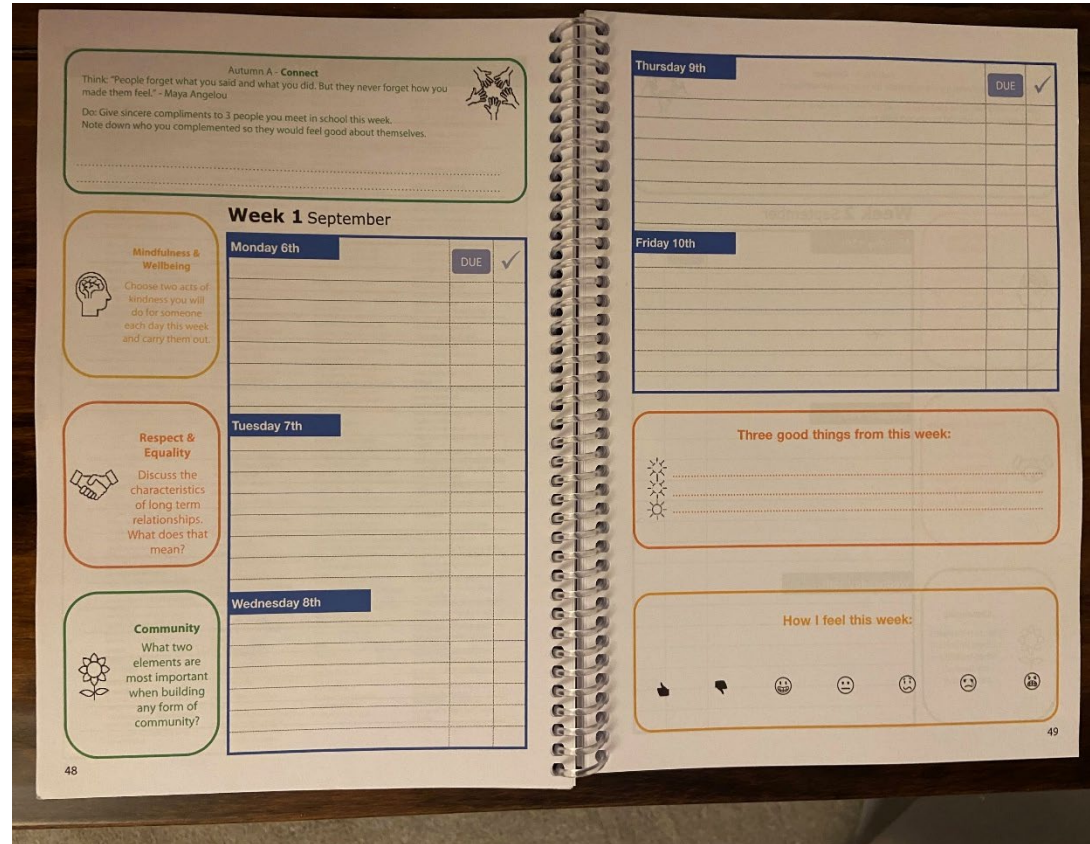 Autumn A - Connect
Think: "People forget what you said and what you did. But they never forget how you
made them feel." - Maya Angelou
Do: Give sincere compliments to 3 people you meet in school this week.
Note down who you complemented so they would feel good about themselves.
Week 1 September
Mindfulness &
Wellbeing
Choose two acts of
kindness you will
do for someone
each day this week
and carry them out.
Respect &
Equality
Discuss the
characteristics
of long term
relationships.
What does that
mean?
Community
What two
elements are
most important
when building
any form of
community?
Monday 6th
DUE
Tuesday 7th
Wednesday 8th
48
Thursday 9th
DUE
Friday 10th
Three good things from this week:
How I feel this week:
49